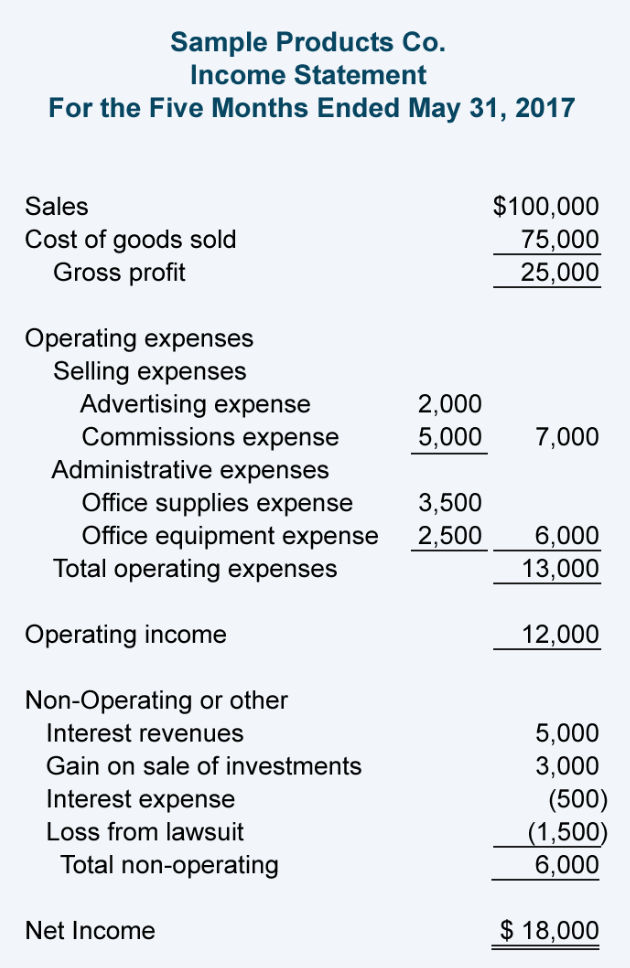 Sample Products Co.
Income Statement
For the Five Months Ended May 31, 2017
Sales $100,000
Cost of goods sold 75,000
Gross profit 25,000
Operating expenses
Selling expenses
Advertising expense 2,000
Commissions expense 5,000 7,000
Administrative expenses
Office supplies expense 3,500
Office equipment expense 2,500 6,000
Total operating expenses 13,000
Operating income 12,000
Non-Operating or other
Interest revenues 5,000
Gain on sale of investments 3,000
Interest expense (500)
Loss from lawsuit (1,500)
Total non-operating 6,000
Net Income $ 18,000